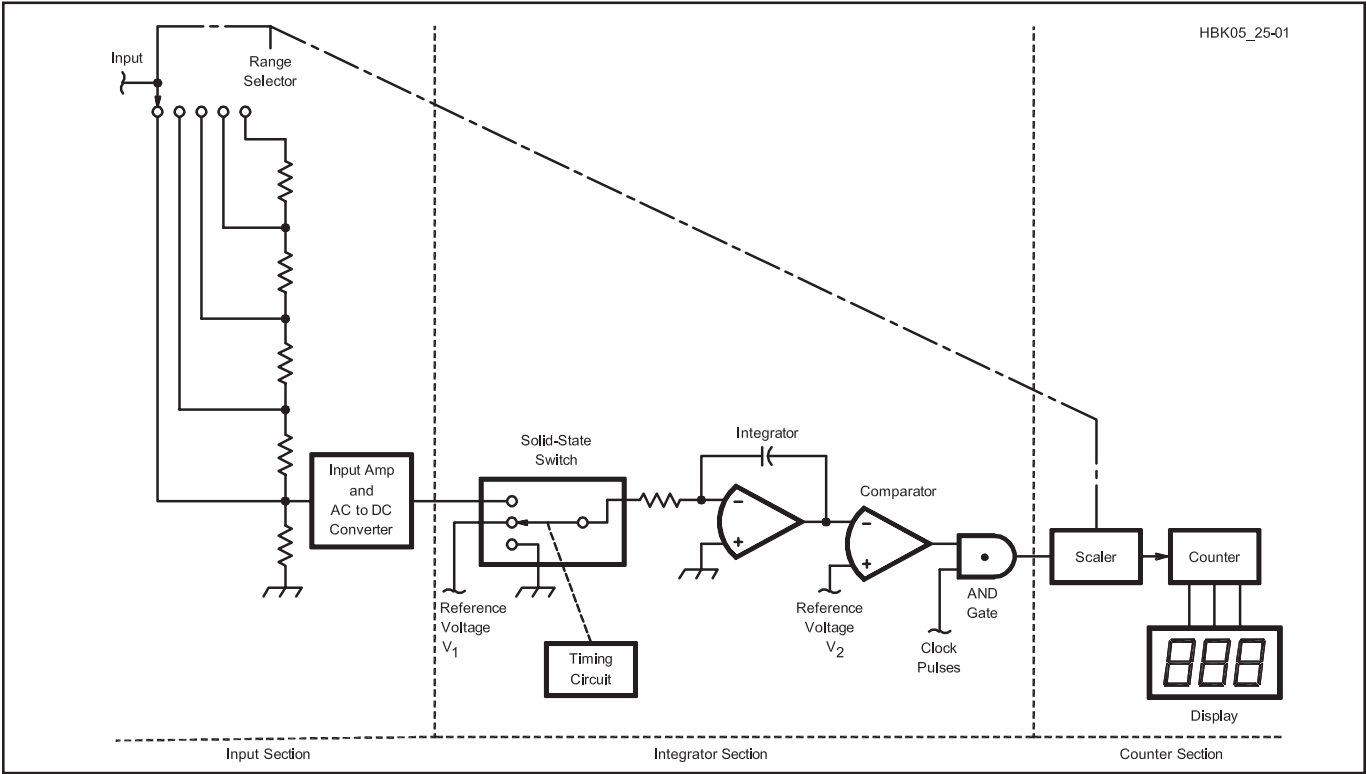 HBK05_25-01
Input
Range
Selector
Input Amp
and
AC to DC
Converter
Solid-State
Switch
Reference
Voltage
V1
Timing
Circuit
Integrator
−
+
Comparator
−
+
Reference
Voltage
V2
AND
Gate
Clock
Pulses
Scaler
Counter
888
Display
Input Section
Integrator Section
Counter Section